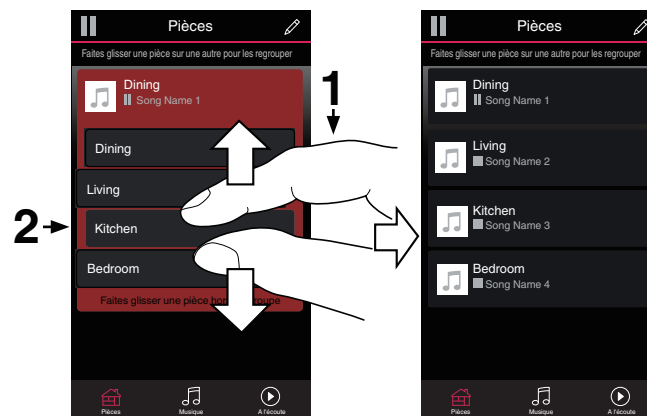 Pièces
Faites glisser une pièce sur une autre pour les regrouper
Dining
Song Name 1
Dining
Living
Kitchen
Bedroom
Faites glisser une pièce
Pièces
Musique
A l'écoute
1
2
Pièces
Faites glisser une pièce sur une autre pour les regrouper
Dining
Song Name 1
Living
Song Name 2
Kitchen
Song Name 3
Bedroom
Song Name 4
Pièces
Musique
A l'écoute